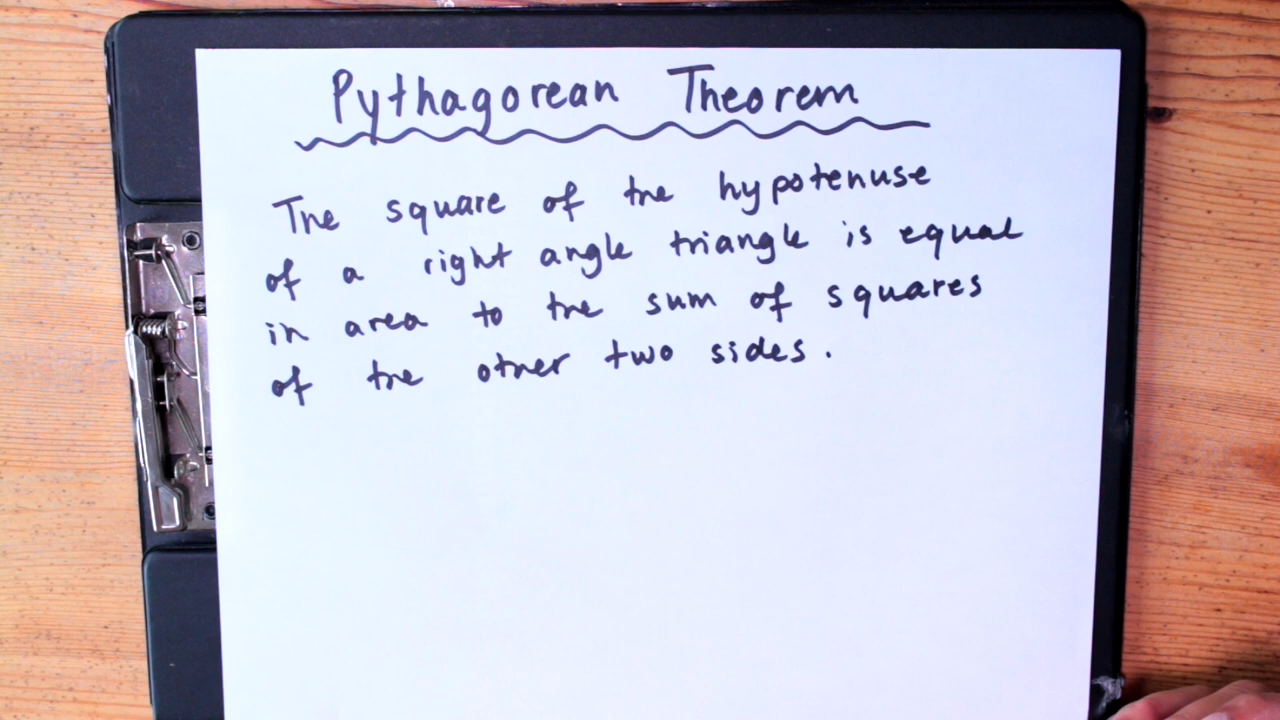 Pythagorean Theorem
The square of the hypotenuse
of a right angle triangle is equal
in area to the sum of squares
of the other two sides.